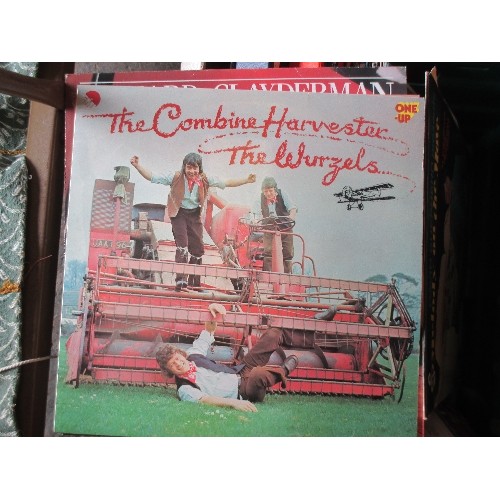 CLAYDERMAN
The Combine Harvester
The Wurzels
ONE
UP